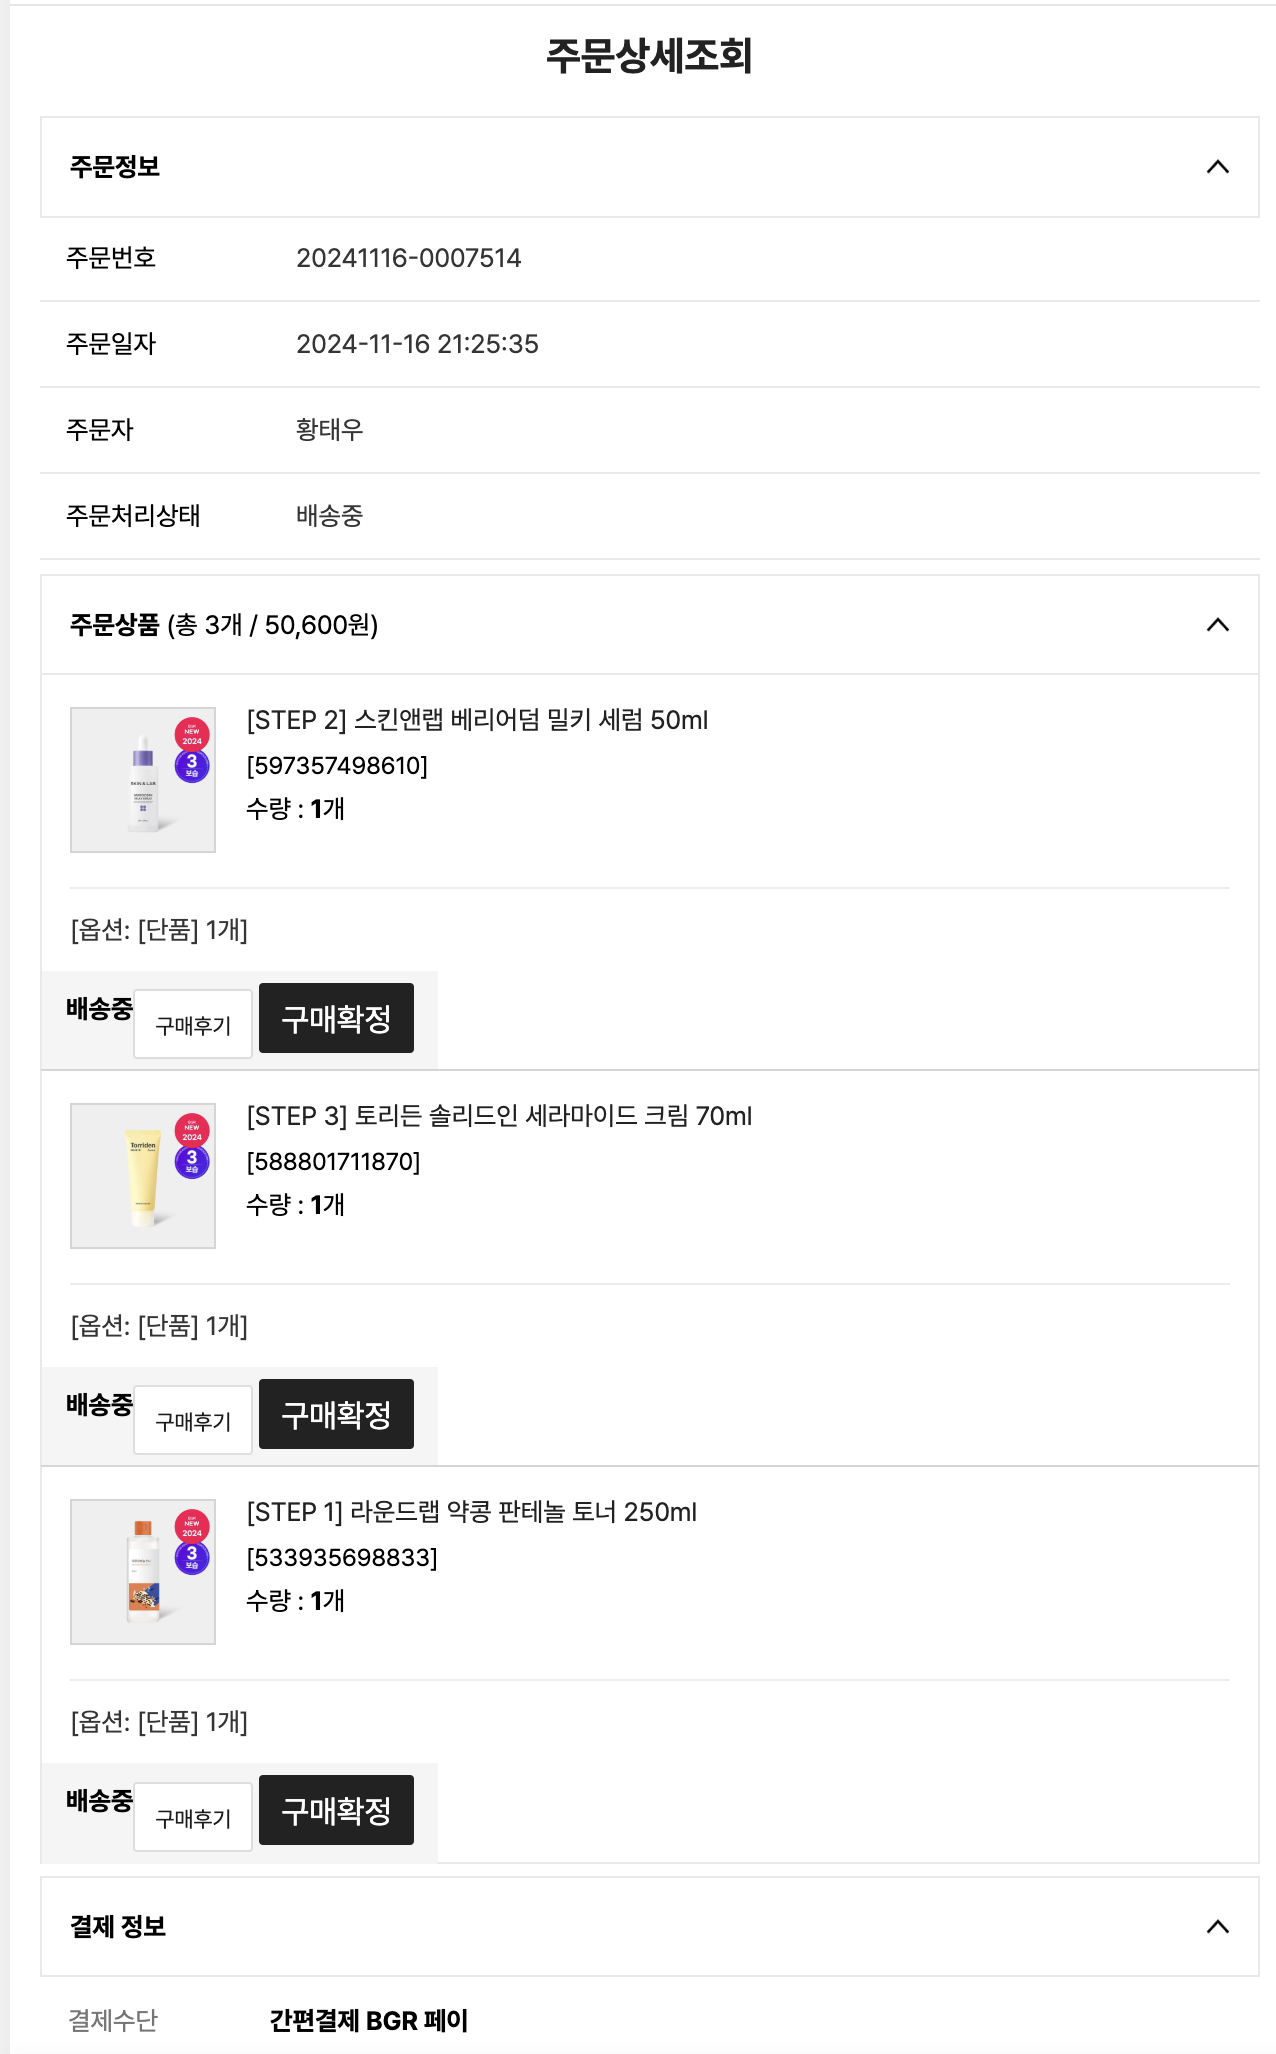 주문상세조회
주문정보
주문번호 20241116-0007514
주문일자 2024-11-16 21:25:35
주문자 황태우
주문처리상태 배송중
주문상품 (총 3개 / 50,600원)
NEW
2024
3
보습
SKIN&LAB
[STEP 2] 스킨앤랩 베리어덤 밀키 세럼 50ml
[597357498610]
수량 : 1개
[옵션: [단품] 1개]
배송중 구매후기 구매확정
NEW
2024
3
보습
Torriden
[STEP 3] 토리든 솔리드인 세라마이드 크림 70ml
[588801711870]
수량 : 1개
[옵션: [단품] 1개]
배송중 구매후기 구매확정
NEW
2024
3
보습
[STEP 1] 라운드랩 약콩 판테놀 토너 250ml
[533935698833]
수량 : 1개
[옵션: [단품] 1개]
배송중 구매후기 구매확정
결제 정보
결제수단 간편결제 BGR 페이